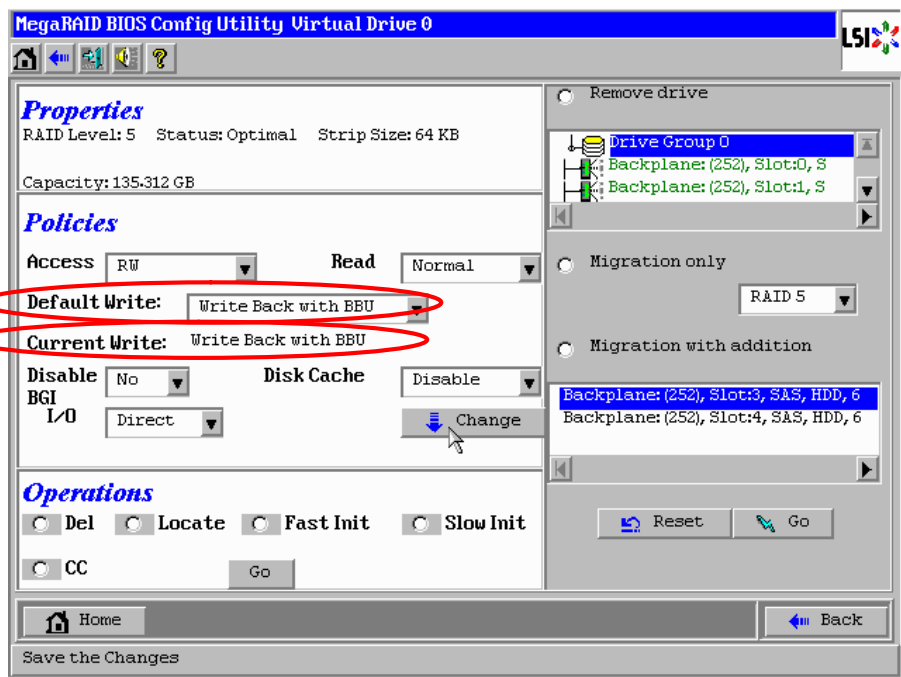 MegaRAID BIOS Config Utility Virtual Drive 0
LSI
Properties
RAID Level: 5 Status: Optimal Strip Size: 64 KB
Capacity: 135.312 GB
Policies
Access RW Read Normal
Default Write: Write Back with BBU
Current Write: Write Back with BBU
Disable BGI No Disk Cache Disable
I/O Direct Change
Operations
Del Locate Fast Init Slow Init
CC Go
Remove drive
Drive Group 0
Backplane: (252), Slot:0, S
Backplane: (252), Slot:1, S
Migration only
RAID 5
Migration with addition
Backplane: (252), Slot:3, SAS, HDD, 6
Backplane: (252), Slot:4, SAS, HDD, 6
Reset Go
Home Back
Save the Changes